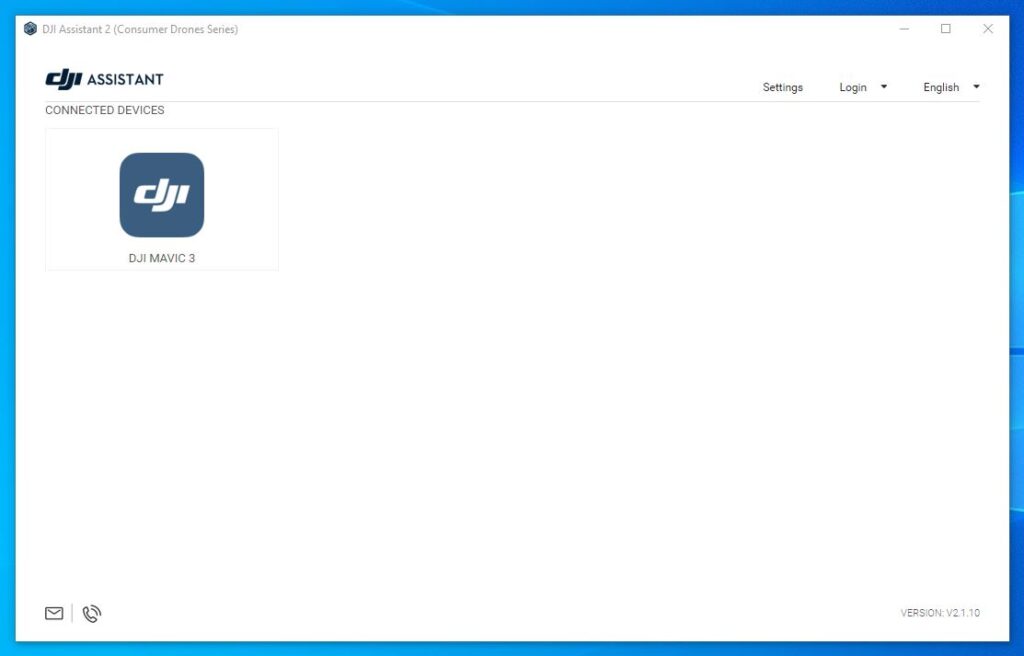 DJI Assistant 2 (Consumer Drones Series)
dji ASSISTANT
Settings Login English
CONNECTED DEVICES
dji
DJI MAVIC 3
VERSION: V2.1.10